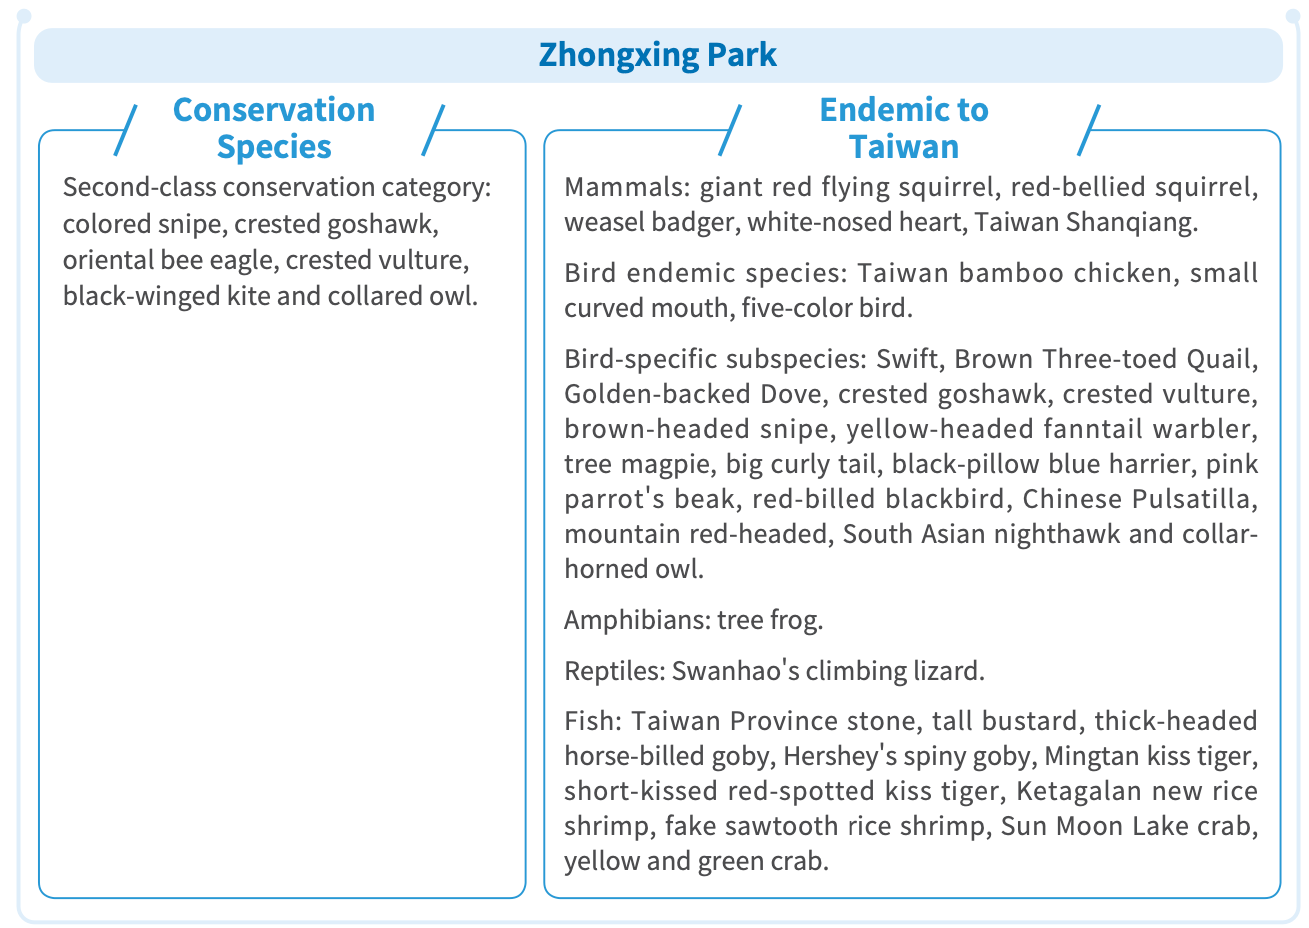 Zhongxing Park
Conservation
Species
Second-class conservation category:
colored snipe, crested goshawk,
oriental bee eagle, crested vulture,
black-winged kite and collared owl.
Endemic to
Taiwan
Mammals: giant red flying squirrel, red-bellied squirrel,
weasel badger, white-nosed heart, Taiwan Shanqiang.
Bird endemic species: Taiwan bamboo chicken, small
curved mouth, five-color bird.
Bird-specific subspecies: Swift, Brown Three-toed Quail,
Golden-backed Dove, crested goshawk, crested vulture,
brown-headed snipe, yellow-headed fanntail warbler,
tree magpie, big curly tail, black-pillow blue harrier, pink
parrot's beak, red-billed blackbird, Chinese Pulsatilla,
mountain red-headed, South Asian nighthawk and collar-
horned owl.
Amphibians: tree frog.
Reptiles: Swanhao's climbing lizard.
Fish: Taiwan Province stone, tall bustard, thick-headed
horse-billed goby, Hershey's spiny goby, Mingtan kiss tiger,
short-kissed red-spotted kiss tiger, Ketagalan new rice
shrimp, fake sawtooth rice shrimp, Sun Moon Lake crab,
yellow and green crab.